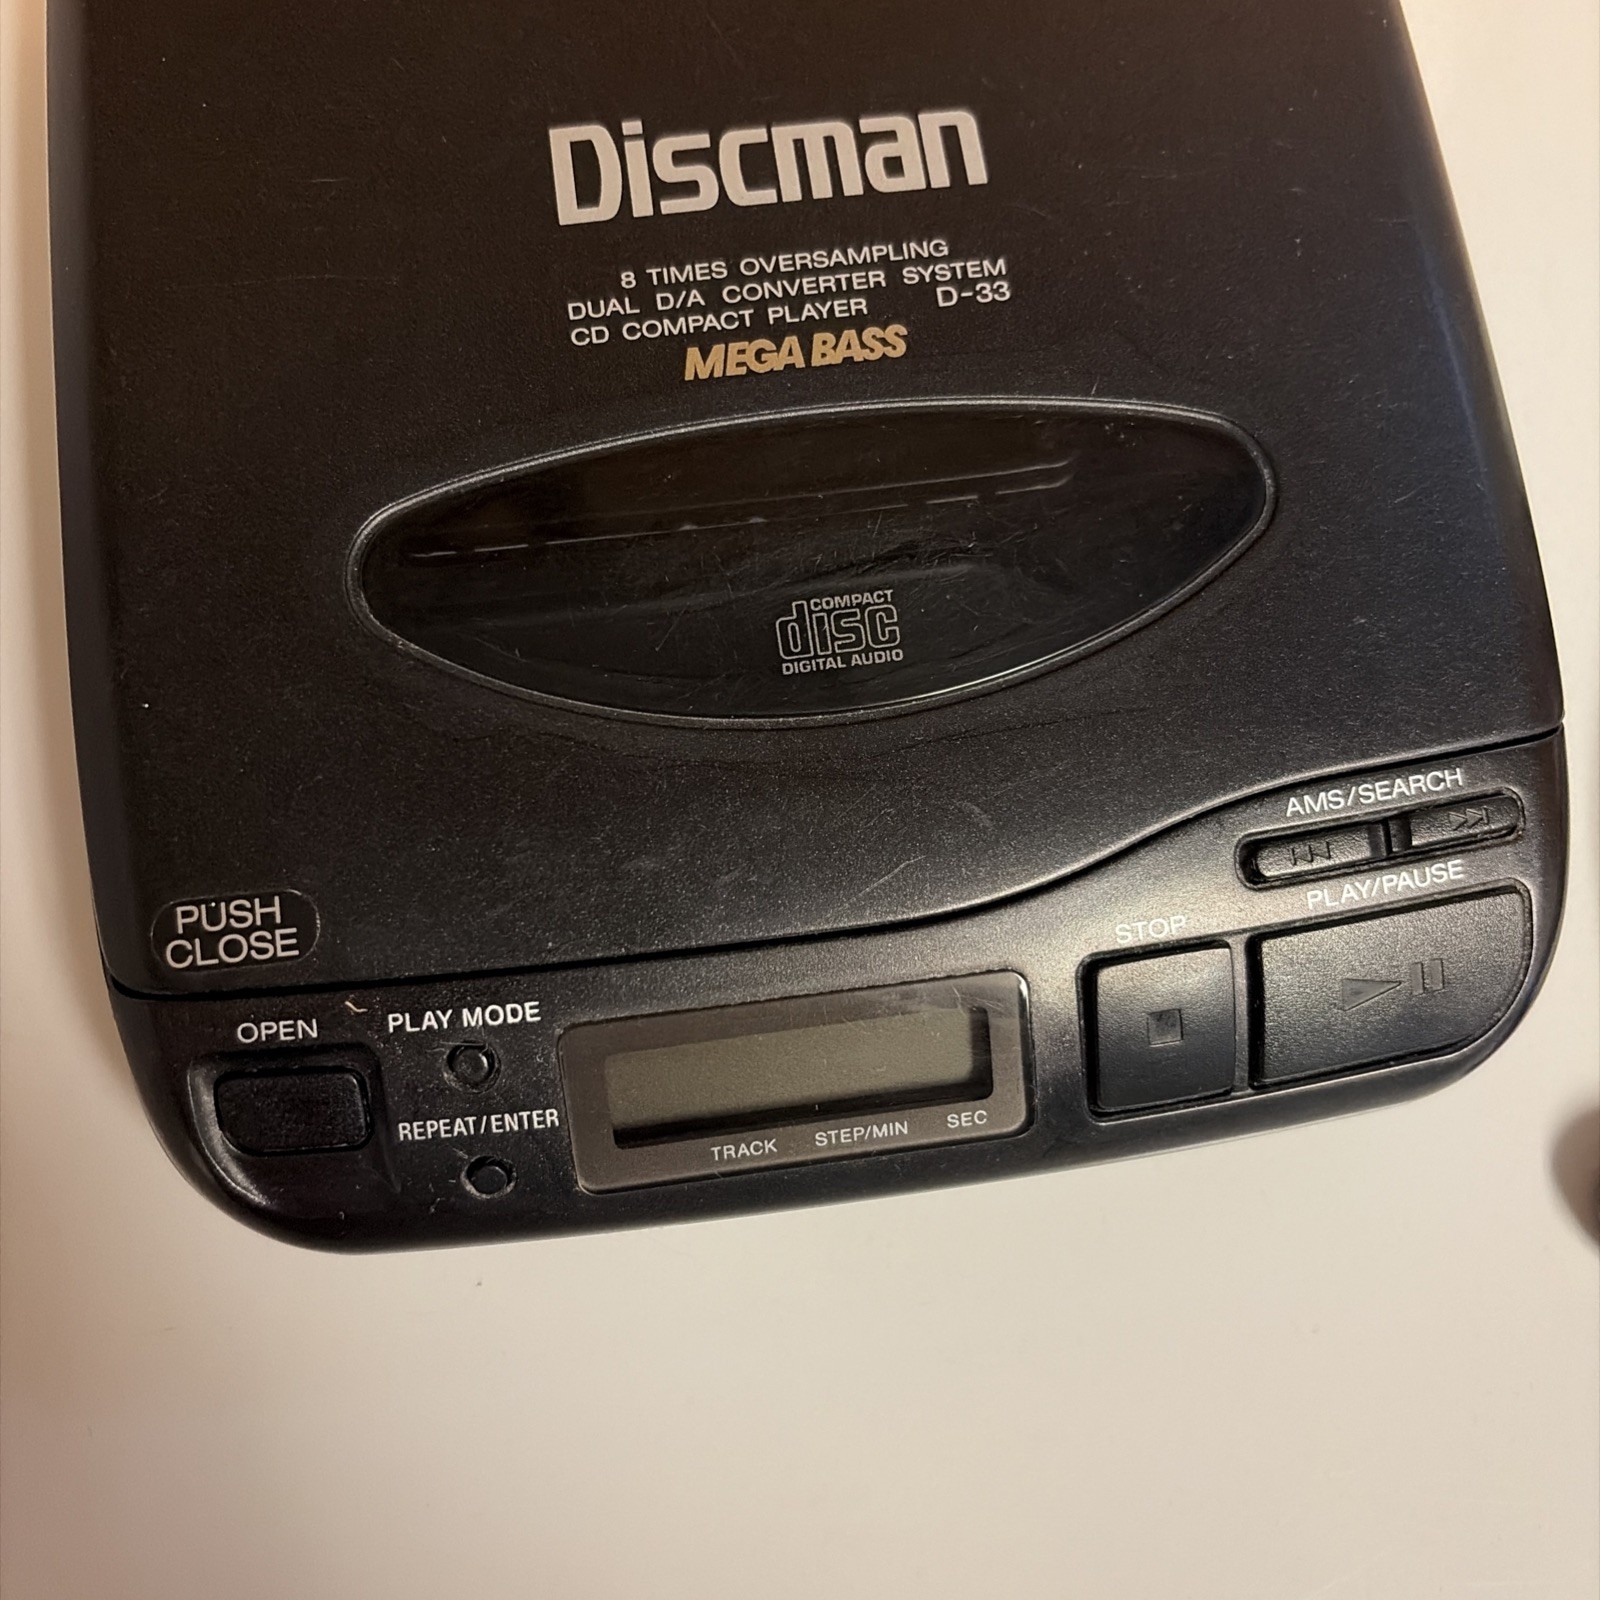 Discman
8 TIMES OVERSAMPLING
DUAL D/A CONVERTER SYSTEM
CD COMPACT PLAYER D-33
MEGA BASS
COMPACT
disc
DIGITAL AUDIO
AMS/SEARCH
PLAY/PAUSE
STOP
PUSH
CLOSE
OPEN
PLAY MODE
REPEAT/ENTER
TRACK STEP/MIN SEC